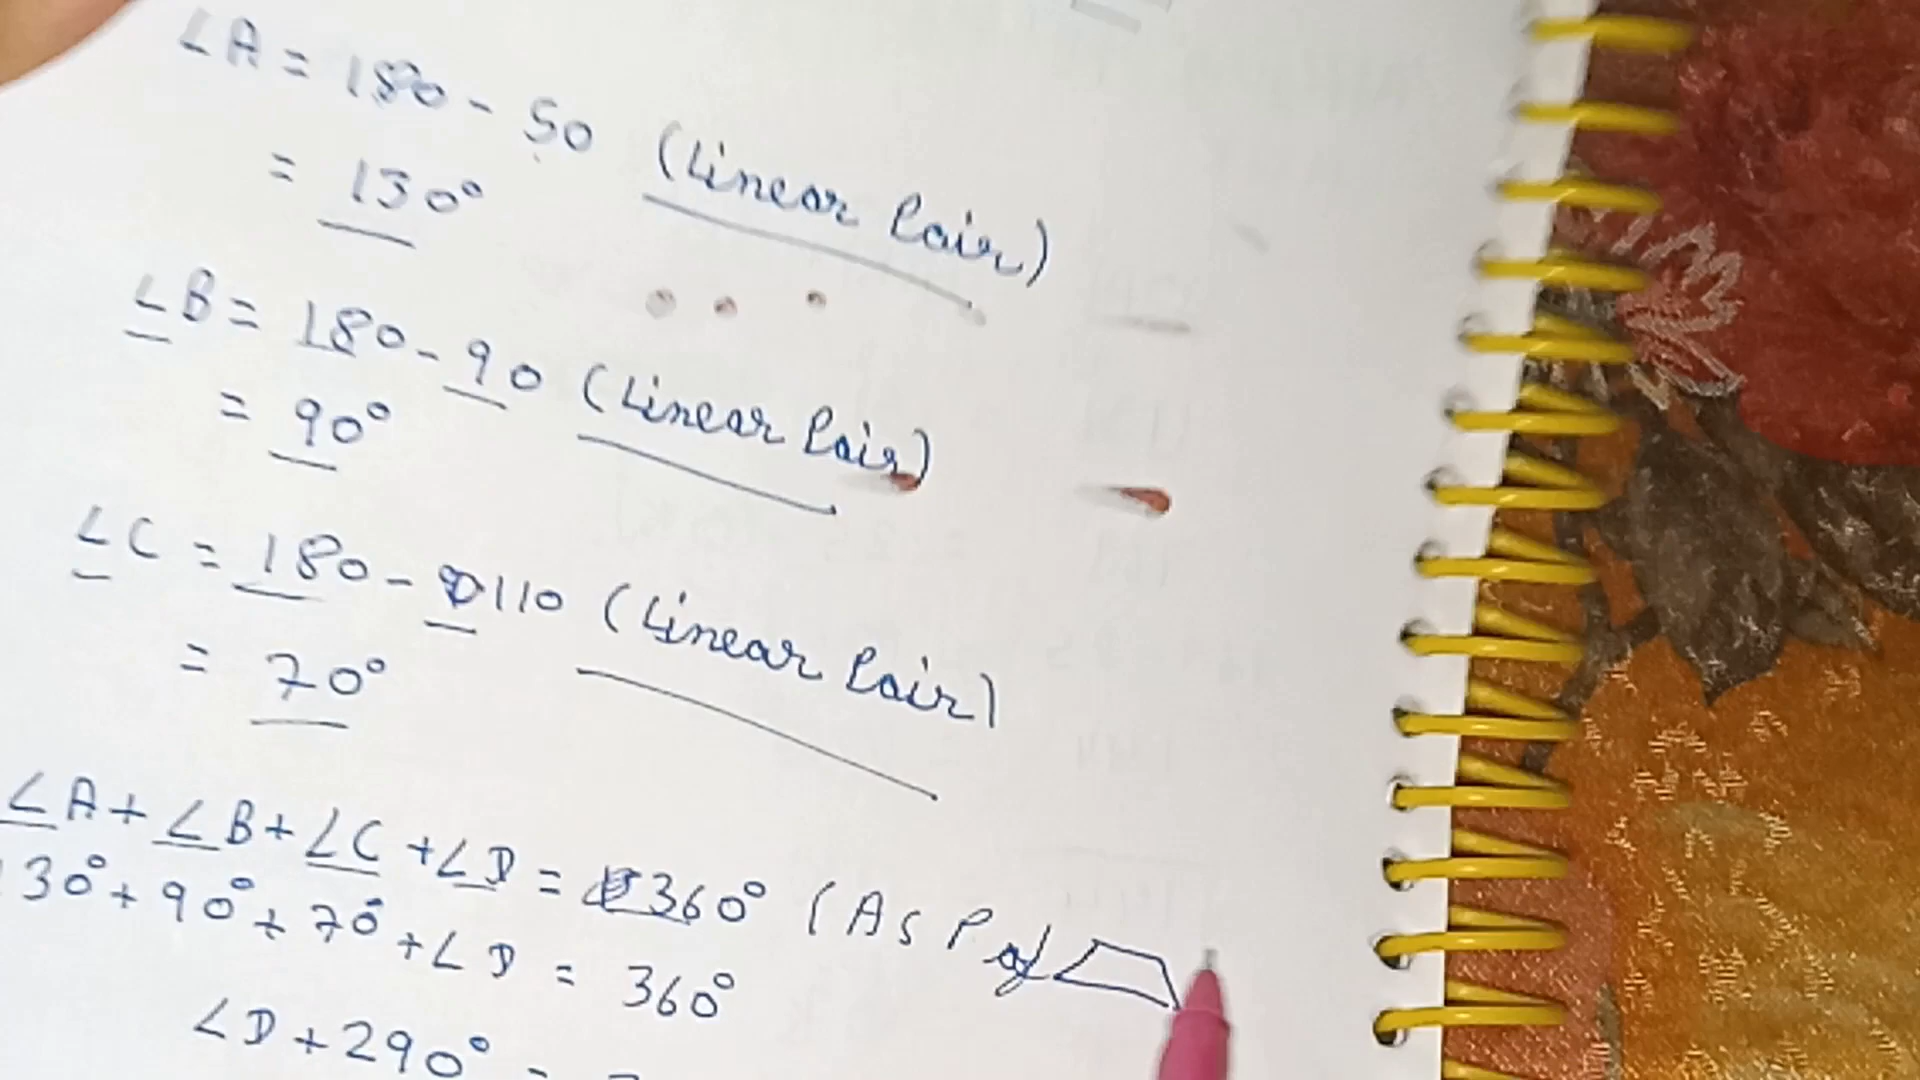 ∠A = 180 - 50 (Linear Pair)
= 130°
∠B = 180 - 90 (Linear Pair)
= 90°
∠C = 180 - 110 (Linear Pair)
= 70°
∠A + ∠B + ∠C + ∠D = 360° (ASP of
30° + 90° + 70° + ∠D = 360°
∠D + 290°